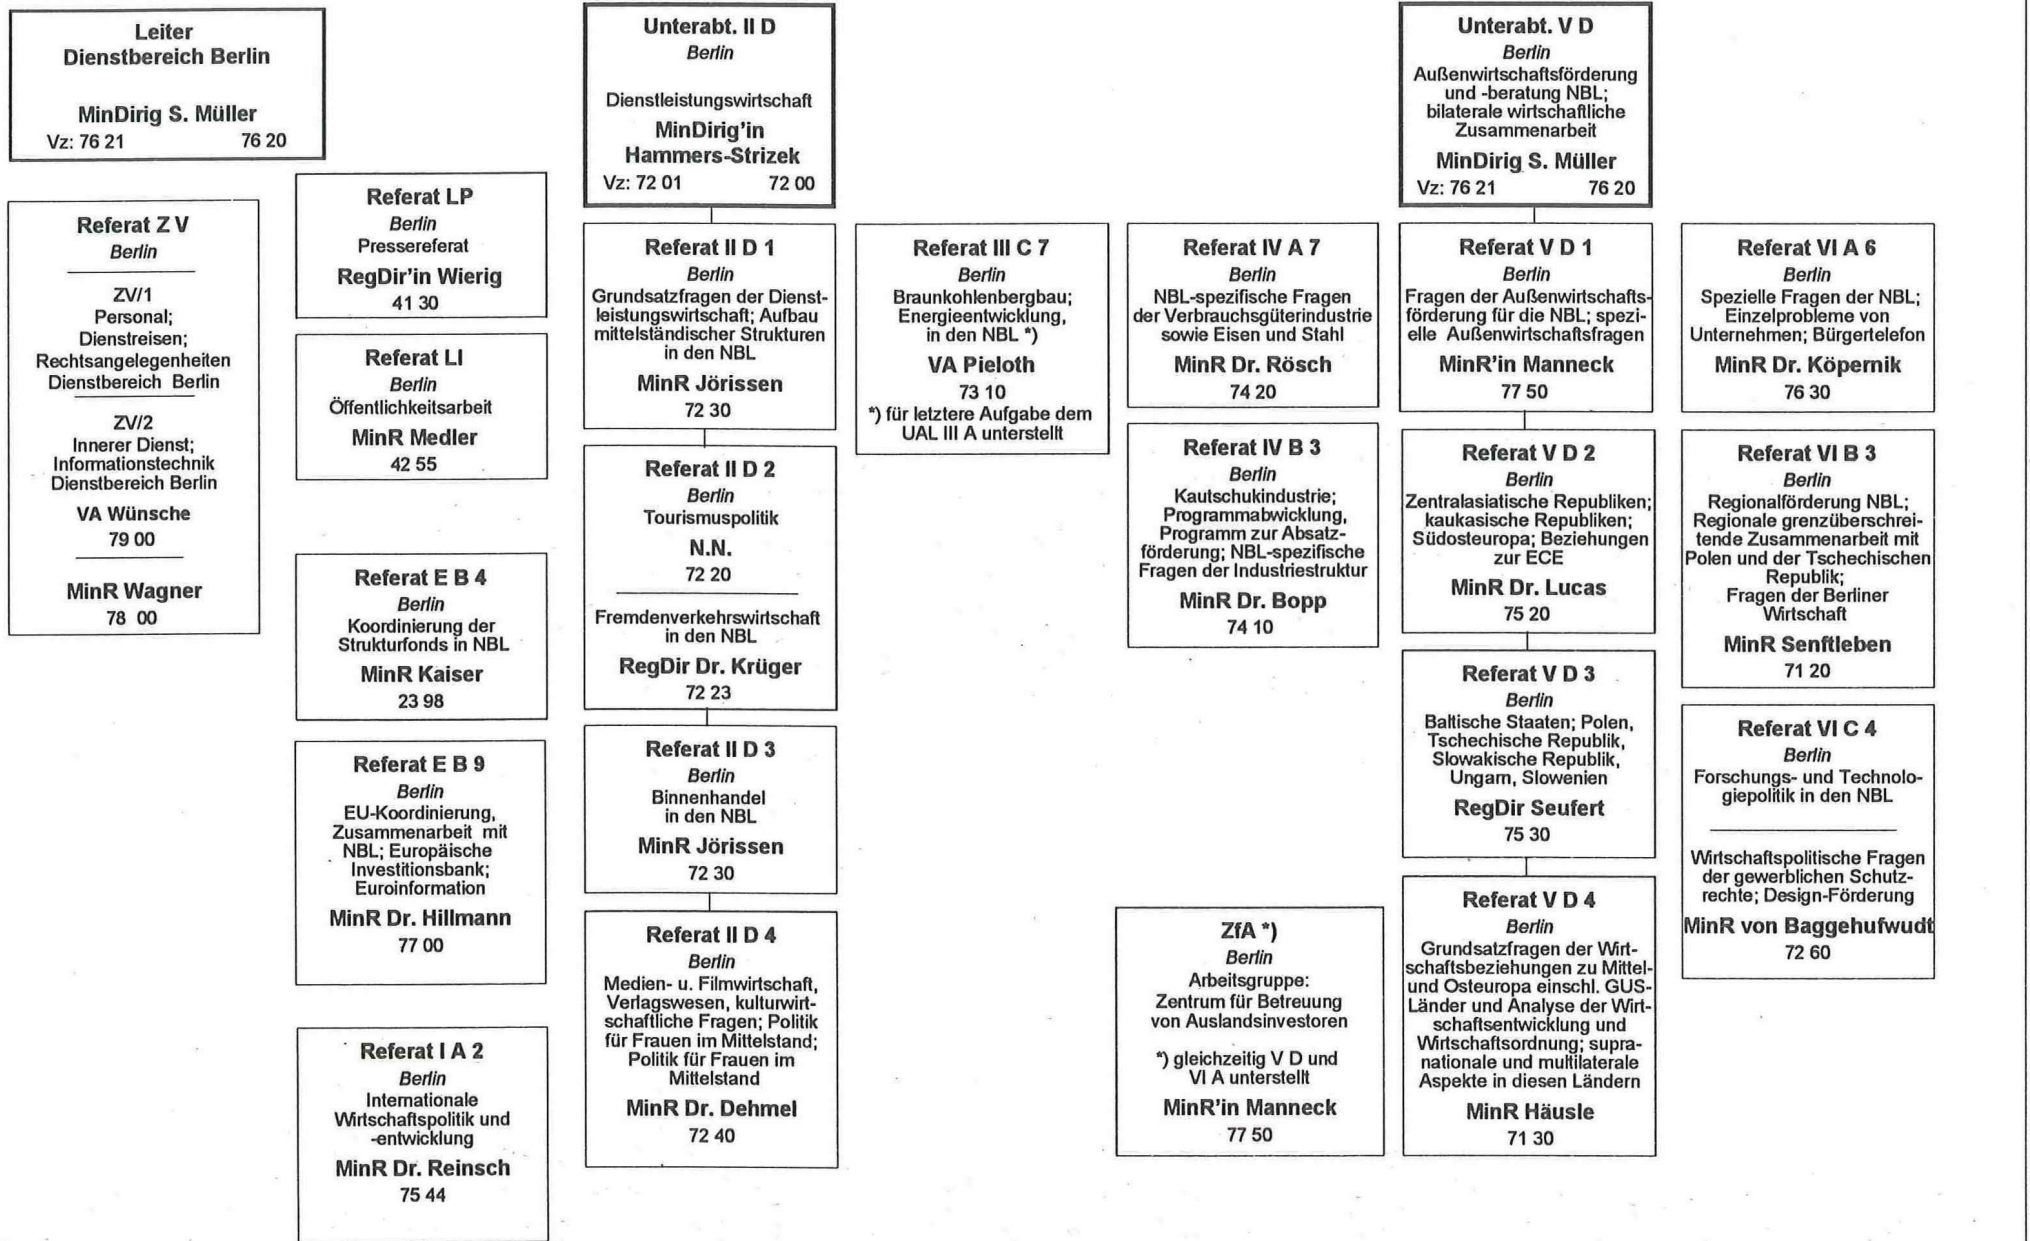 Leiter
Dienstbereich Berlin
MinDirig S. Müller
Vz: 76 21 76 20
Referat Z V
Berlin
ZV/1
Personal;
Dienstreisen;
Rechtsangelegenheiten
Dienstbereich Berlin
ZV/2
Innerer Dienst;
Informationstechnik
Dienstbereich Berlin
VA Wünsche
79 00
MinR Wagner
78 00
Referat LP
Berlin
Pressereferat
RegDir'in Wierig
41 30
Referat LI
Berlin
Öffentlichkeitsarbeit
MinR Medler
42 55
Referat E B 4
Berlin
Koordinierung der
Strukturfonds in NBL
MinR Kaiser
23 98
Referat E B 9
Berlin
EU-Koordinierung,
Zusammenarbeit mit
NBL; Europäische
Investitionsbank;
Euroinformation
MinR Dr. Hillmann
77 00
Referat I A 2
Berlin
Internationale
Wirtschaftspolitik und
-entwicklung
MinR Dr. Reinsch
75 44
Unterabt. II D
Berlin
Dienstleistungswirtschaft
MinDirig'in
Hammers-Strizek
Vz: 72 01 72 00
Referat II D 1
Berlin
Grundsatzfragen der Dienst-
leistungswirtschaft; Aufbau
mittelständischer Strukturen
in den NBL
MinR Jörissen
72 30
Referat II D 2
Berlin
Tourismuspolitik
N.N.
72 20
Fremdenverkehrswirtschaft
in den NBL
RegDir Dr. Krüger
72 23
Referat II D 3
Berlin
Binnenhandel
in den NBL
MinR Jörissen
72 30
Referat II D 4
Berlin
Medien- u. Filmwirtschaft,
Verlagswesen, kulturwirt-
schaftliche Fragen; Politik
für Frauen im Mittelstand;
Politik für Frauen im
Mittelstand
MinR Dr. Dehmel
72 40
Referat III C 7
Berlin
Braunkohlenbergbau;
Energieentwicklung,
in den NBL *)
VA Pieloth
73 10
*) für letztere Aufgabe dem
UAL III A unterstellt
Referat IV A 7
Berlin
NBL-spezifische Fragen
der Verbrauchsgüterindustrie
sowie Eisen und Stahl
MinR Dr. Rösch
74 20
Referat IV B 3
Berlin
Kautschukindustrie;
Programmabwicklung,
Programm zur Absatz-
förderung; NBL-spezifische
Fragen der Industriestruktur
MinR Dr. Bopp
74 10
ZfA *)
Berlin
Arbeitsgruppe:
Zentrum für Betreuung
von Auslandsinvestoren
*) gleichzeitig V D und
VI A unterstellt
MinR'in Manneck
77 50
Unterabt. V D
Berlin
Außenwirtschaftsförderung
und -beratung NBL;
bilaterale wirtschaftliche
Zusammenarbeit
MinDirig S. Müller
Vz: 76 21 76 20
Referat V D 1
Berlin
Fragen der Außenwirtschafts-
förderung für die NBL; spezi-
elle Außenwirtschaftsfragen
MinR'in Manneck
77 50
Referat V D 2
Berlin
Zentralasiatische Republiken;
kaukasische Republiken;
Südosteuropa; Beziehungen
zur ECE
MinR Dr. Lucas
75 20
Referat V D 3
Berlin
Baltische Staaten; Polen,
Tschechische Republik,
Slowakische Republik,
Ungarn, Slowenien
RegDir Seufert
75 30
Referat V D 4
Berlin
Grundsatzfragen der Wirt-
schaftsbeziehungen zu Mittel-
und Osteuropa einschl. GUS-
Länder und Analyse der Wirt-
schaftsentwicklung und
Wirtschaftsordnung; supra-
nationale und multilaterale
Aspekte in diesen Ländern
MinR Häusle
71 30
Referat VI A 6
Berlin
Spezielle Fragen der NBL;
Einzelprobleme von
Unternehmen; Bürgertelefon
MinR Dr. Köpernik
76 30
Referat VI B 3
Berlin
Regionalförderung NBL;
Regionale grenzüberschrei-
tende Zusammenarbeit mit
Polen und der Tschechischen
Republik;
Fragen der Berliner
Wirtschaft
MinR Senftleben
71 20
Referat VI C 4
Berlin
Forschungs- und Technolo-
giepolitik in den NBL
Wirtschaftspolitische Fragen
der gewerblichen Schutz-
rechte; Design-Förderung
MinR von Baggehufwudt
72 60